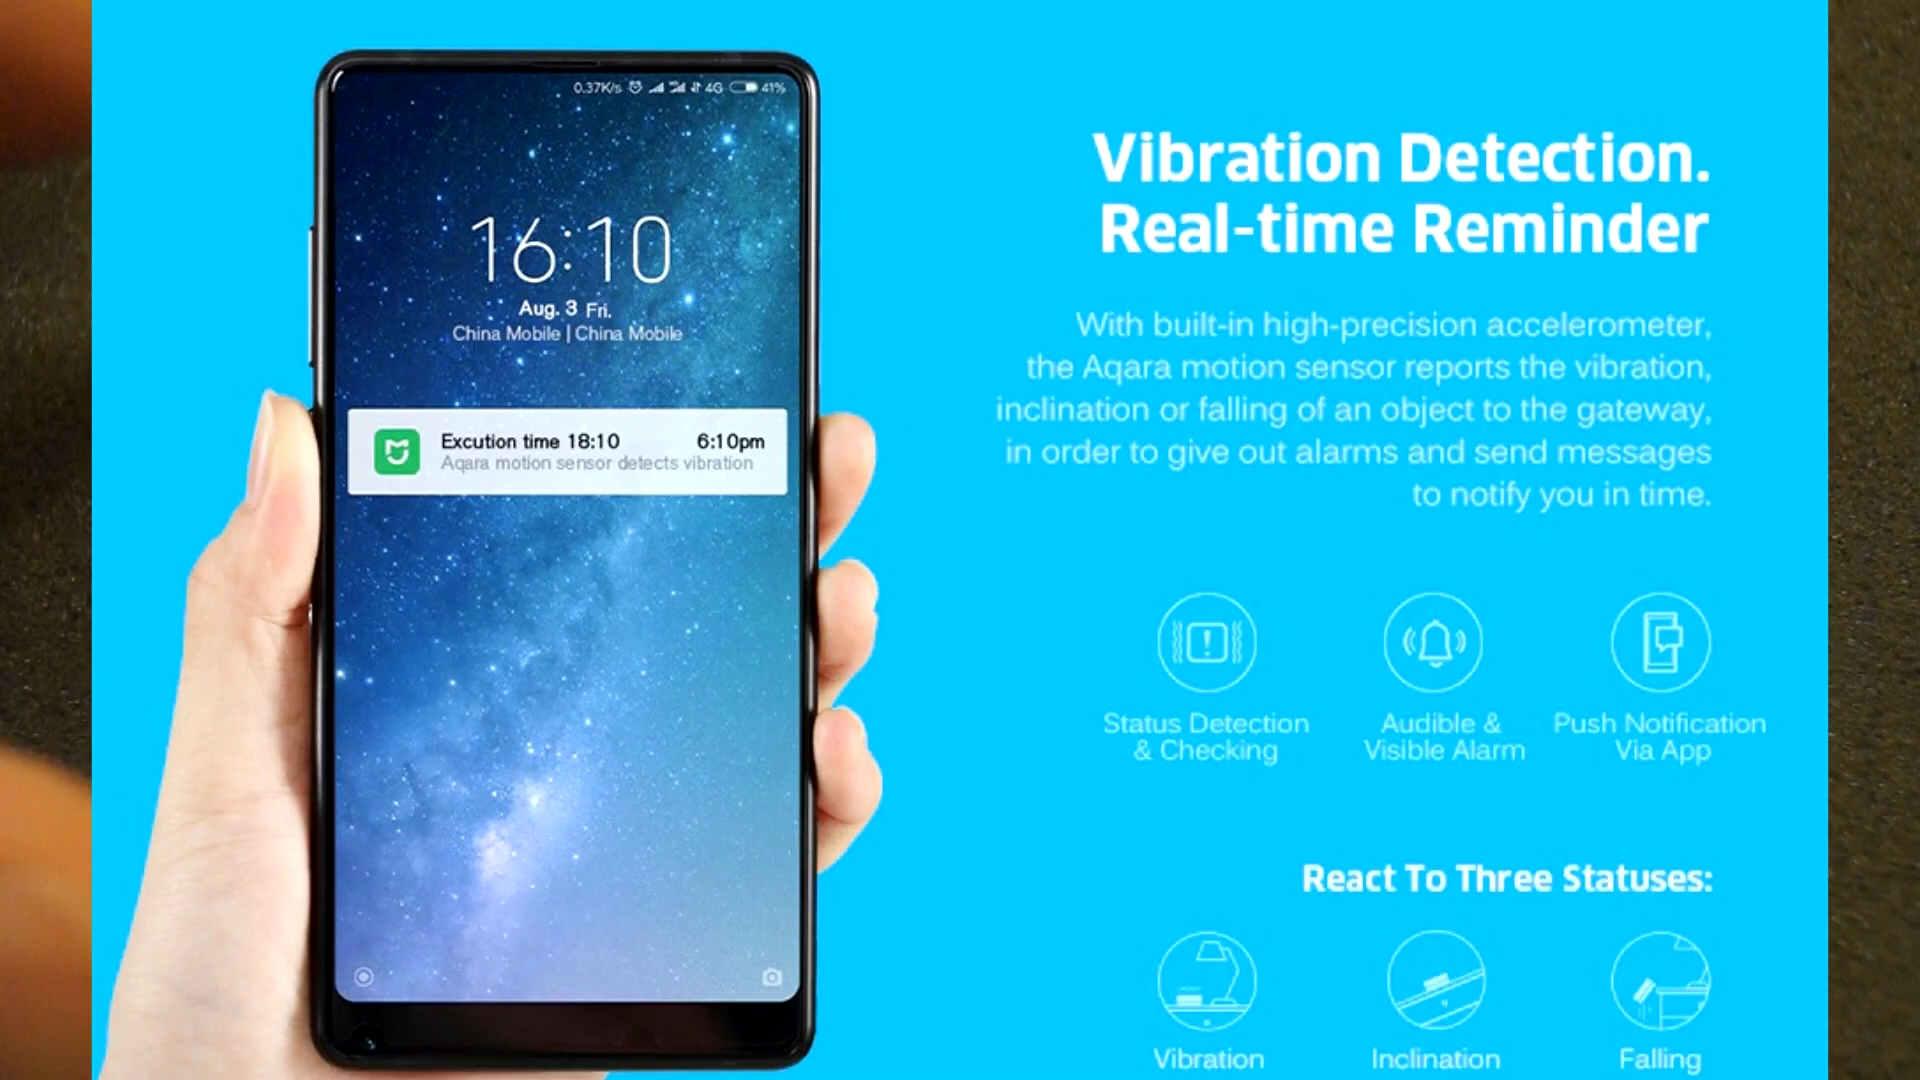 0.37K/s 4G 41%
16:10
Aug. 3 Fri.
China Mobile | China Mobile
Excution time 18:10 6:10pm
Aqara motion sensor detects vibration
Vibration Detection.
Real-time Reminder
With built-in high-precision accelerometer,
the Aqara motion sensor reports the vibration,
inclination or falling of an object to the gateway,
in order to give out alarms and send messages
to notify you in time.
Status Detection
& Checking
Audible &
Visible Alarm
Push Notification
Via App
React To Three Statuses:
Vibration
Inclination
Falling